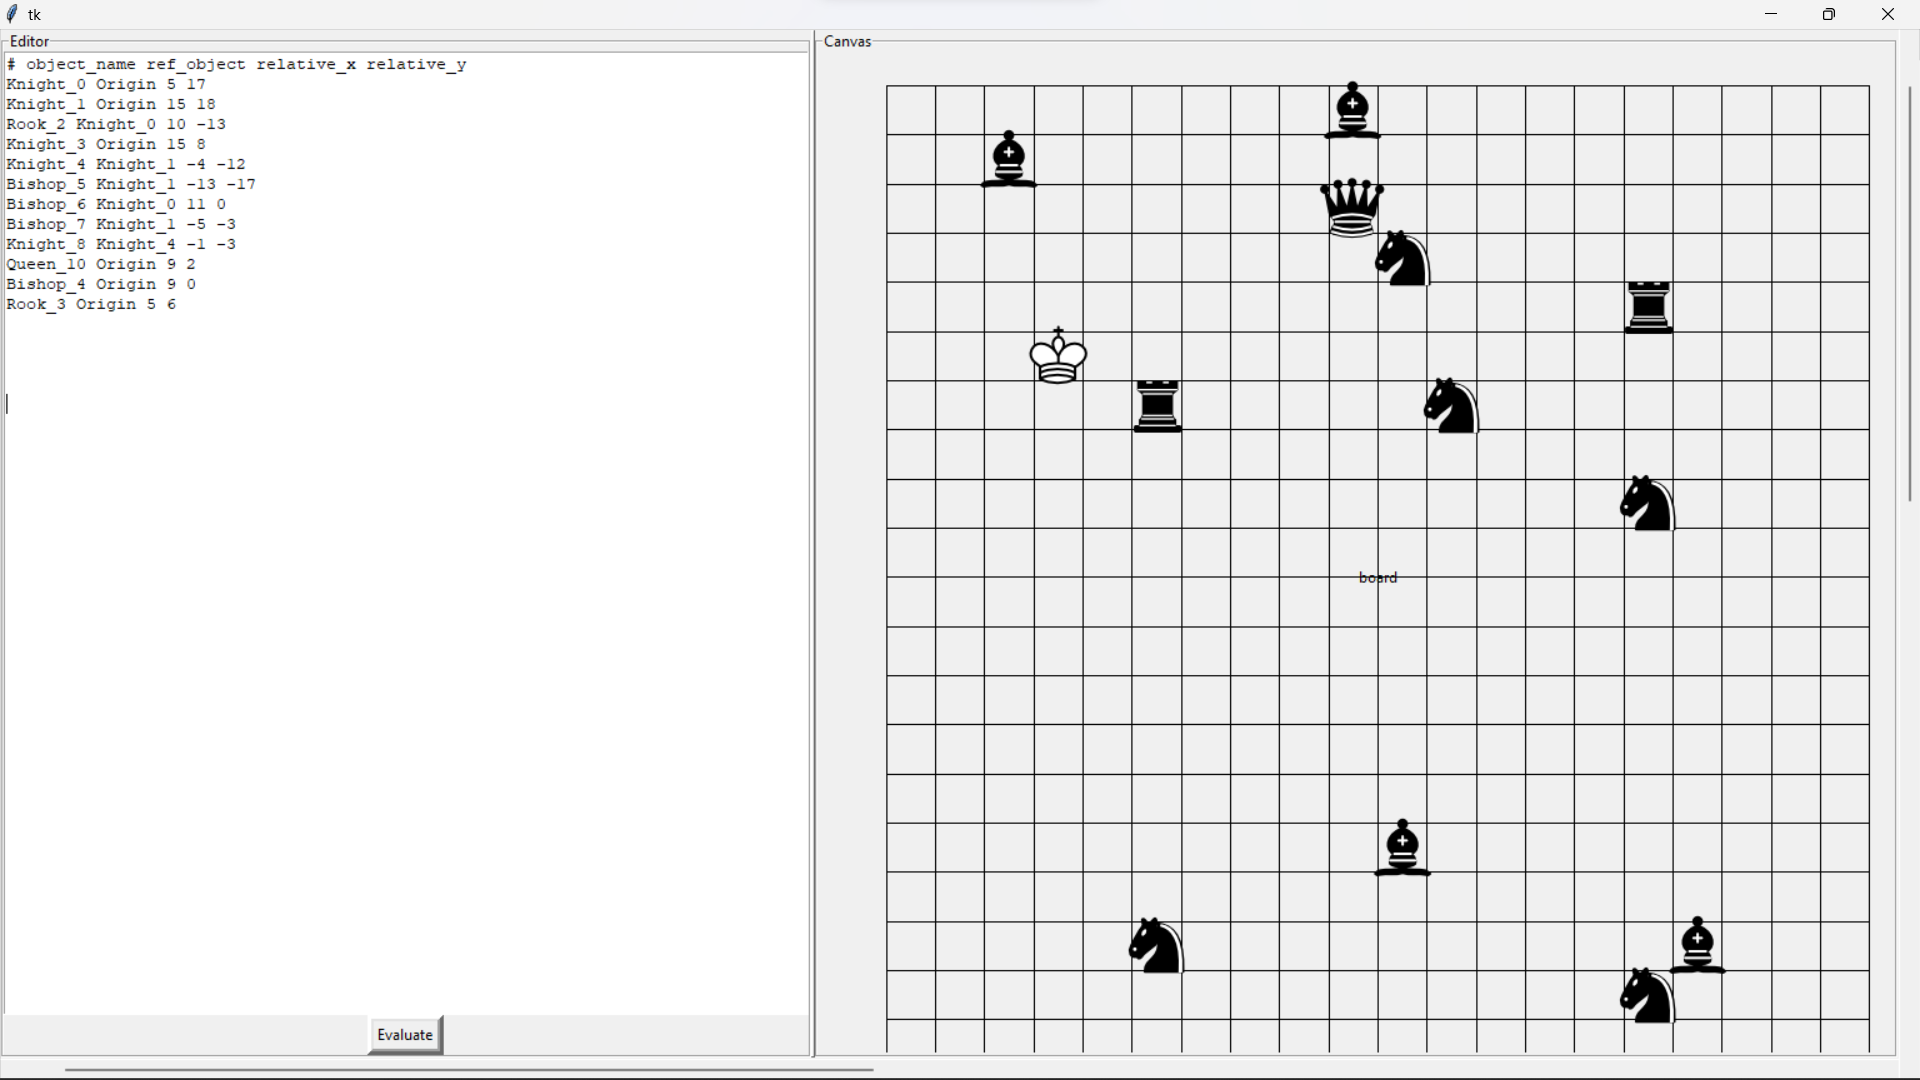 tk
Editor
# object_name ref_object relative_x relative_y
Knight_0 Origin 5 17
Knight_1 Origin 15 18
Rook_2 Knight_0 10 -13
Knight_3 Origin 15 8
Knight_4 Knight_1 -4 -12
Bishop_5 Knight_1 -13 -17
Bishop_6 Knight_0 11 0
Bishop_7 Knight_1 -5 -3
Knight_8 Knight_4 -1 -3
Queen_10 Origin 9 2
Bishop_4 Origin 9 0
Rook_3 Origin 5 6
Evaluate
Canvas
board